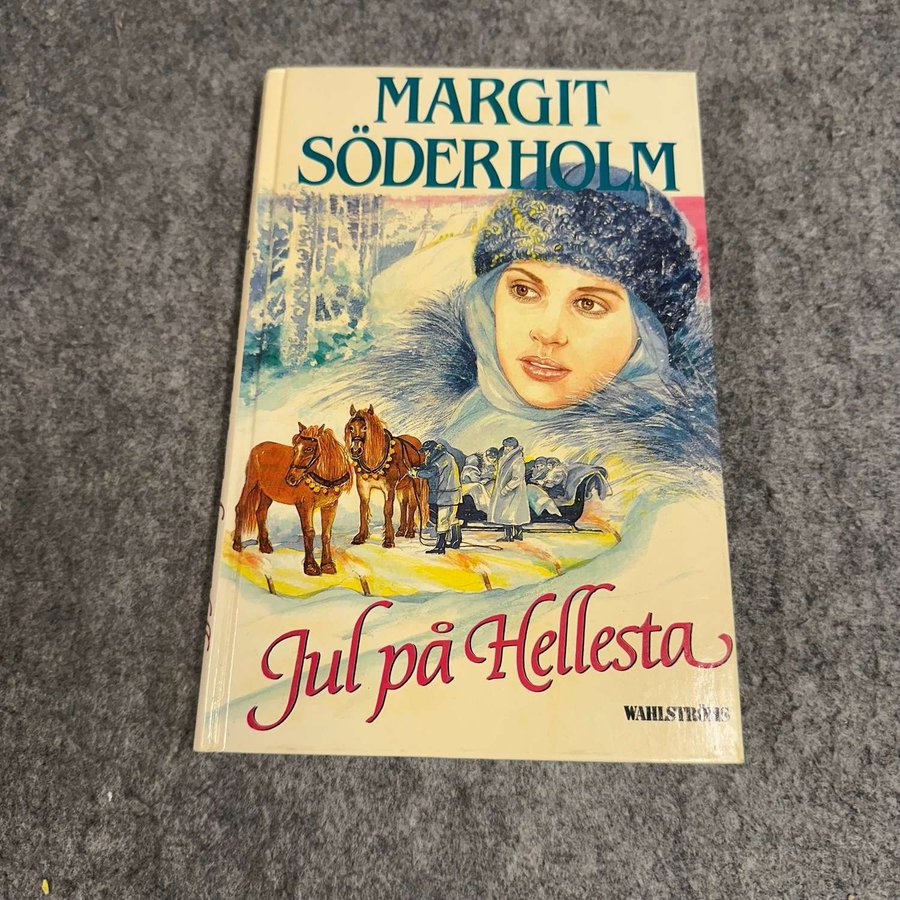 MARGIT
SÖDERHOLM
Jul på Hellesta
WAHLSTRÖMS